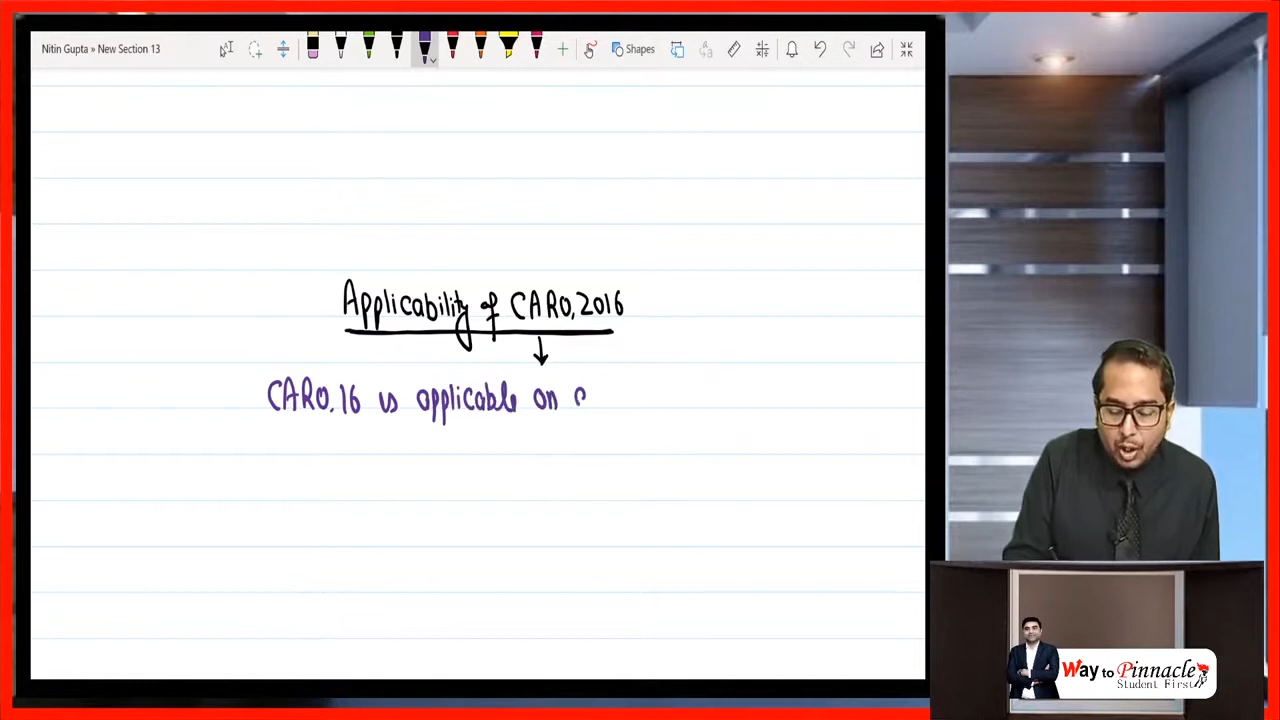 Nitin Gupta » New Section 13
Shapes
Applicability of CARO, 2016
CARO, 16 is applicable on
Way to Pinnacle
Student First